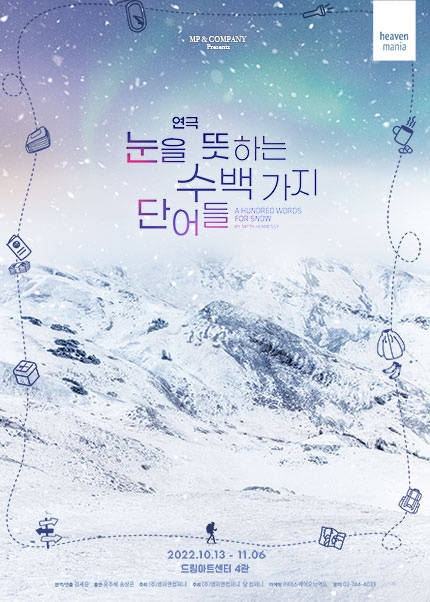 MP & COMPANY
Presents
heaven
mania
연극
눈을 뜻하는
수백 가지
단어들
A HUNDRED WORDS
FOR SNOW
2022.10.13 - 11.06
드림아트센터 4관